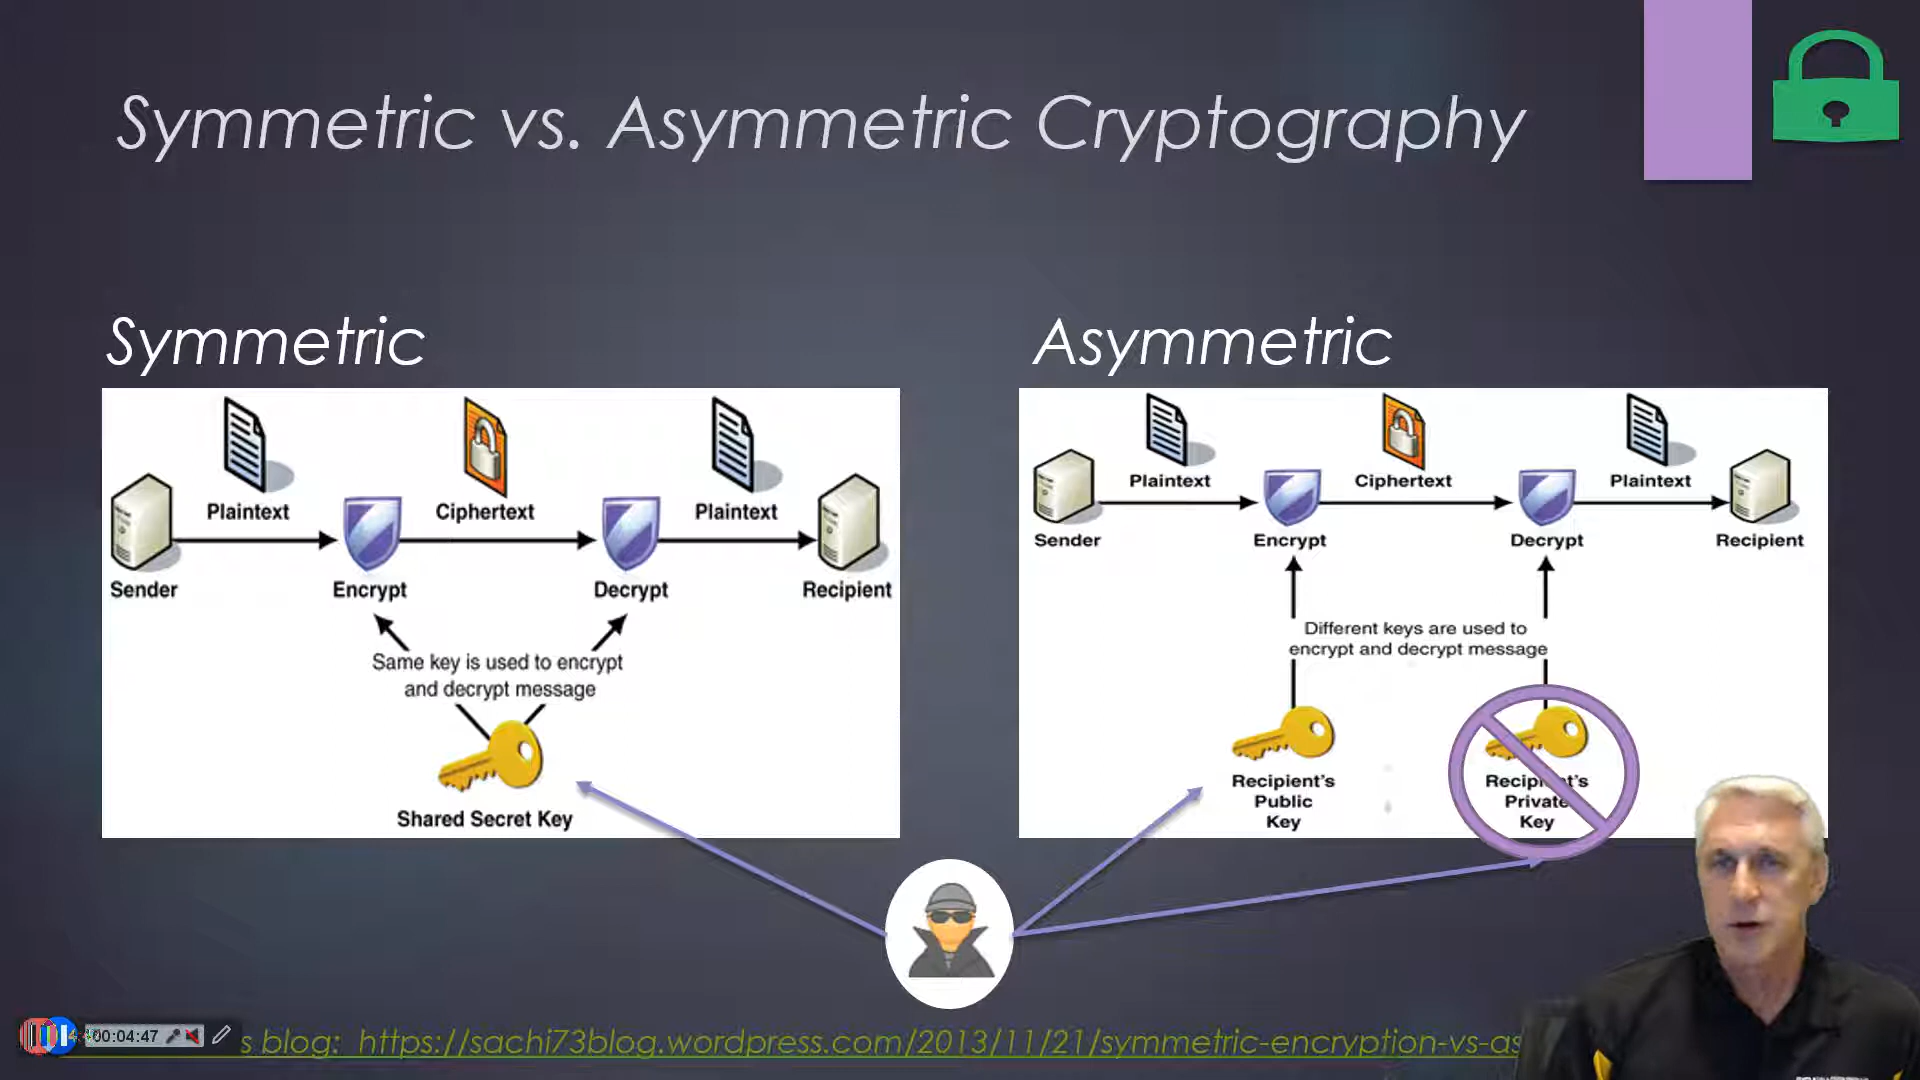 Symmetric vs. Asymmetric Cryptography
Symmetric
Plaintext
Ciphertext
Plaintext
Sender
Encrypt
Decrypt
Recipient
Same key is used to encrypt
and decrypt message
Shared Secret Key
Asymmetric
Plaintext
Ciphertext
Plaintext
Sender
Encrypt
Decrypt
Recipient
Different keys are used to
encrypt and decrypt message
Recipient's
Public
Key
Recipient's
Private
Key
00:04:47
s blog: https://sachi73blog.wordpress.com/2013/11/21/symmetric-encryption-vs-as